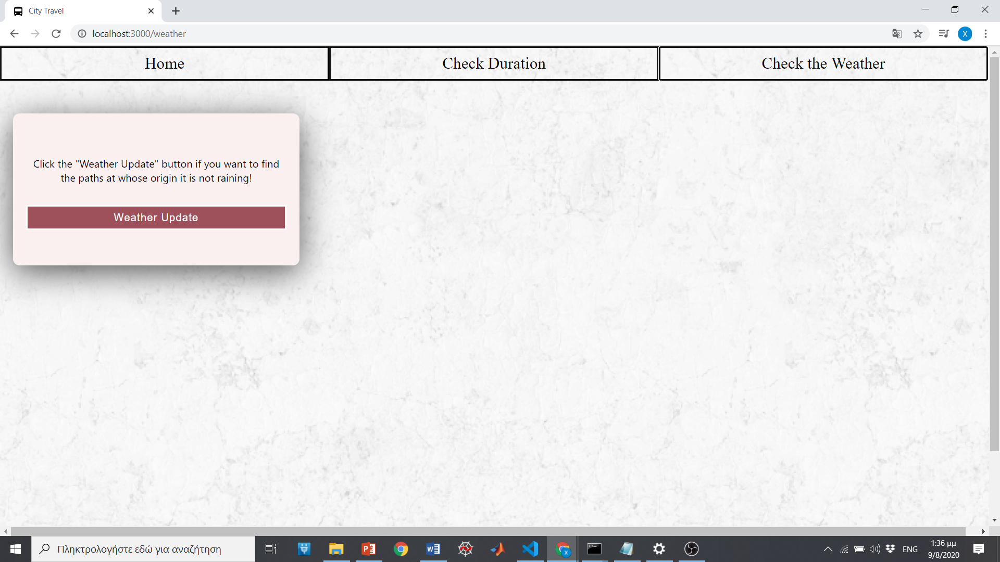 City Travel
localhost:3000/weather
X
Home
Check Duration
Check the Weather
Click the "Weather Update" button if you want to find
the paths at whose origin it is not raining!
Weather Update
Πληκτρολογήστε εδώ για αναζήτηση
ENG
1:36 μμ
9/8/2020